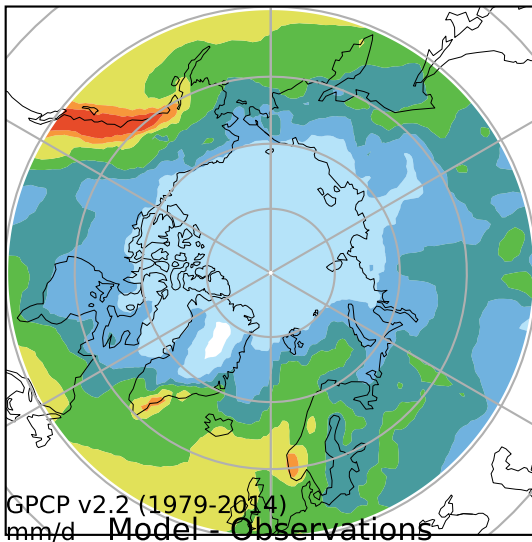 GPCP v2.2 (1979-2014)
mm/d Model - Observations